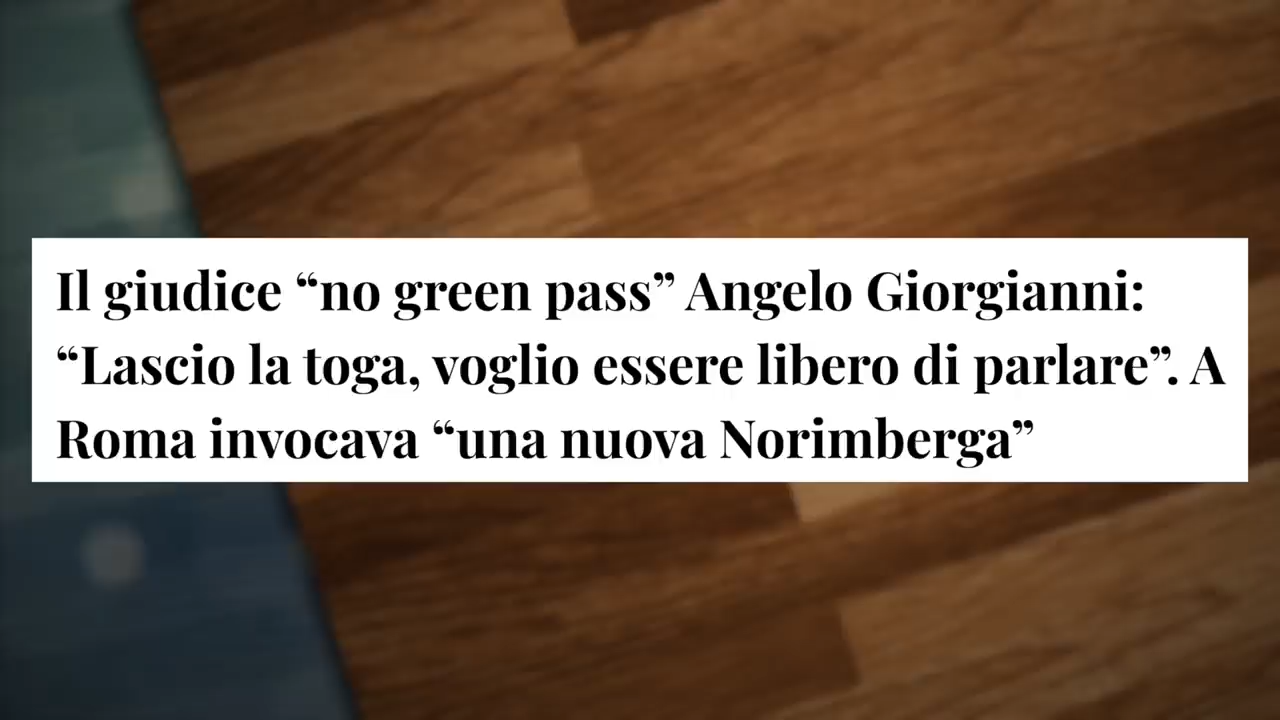 Il giudice “no green pass” Angelo Giorgianni:
“Lascio la toga, voglio essere libero di parlare”. A
Roma invocava “una nuova Norimberga”